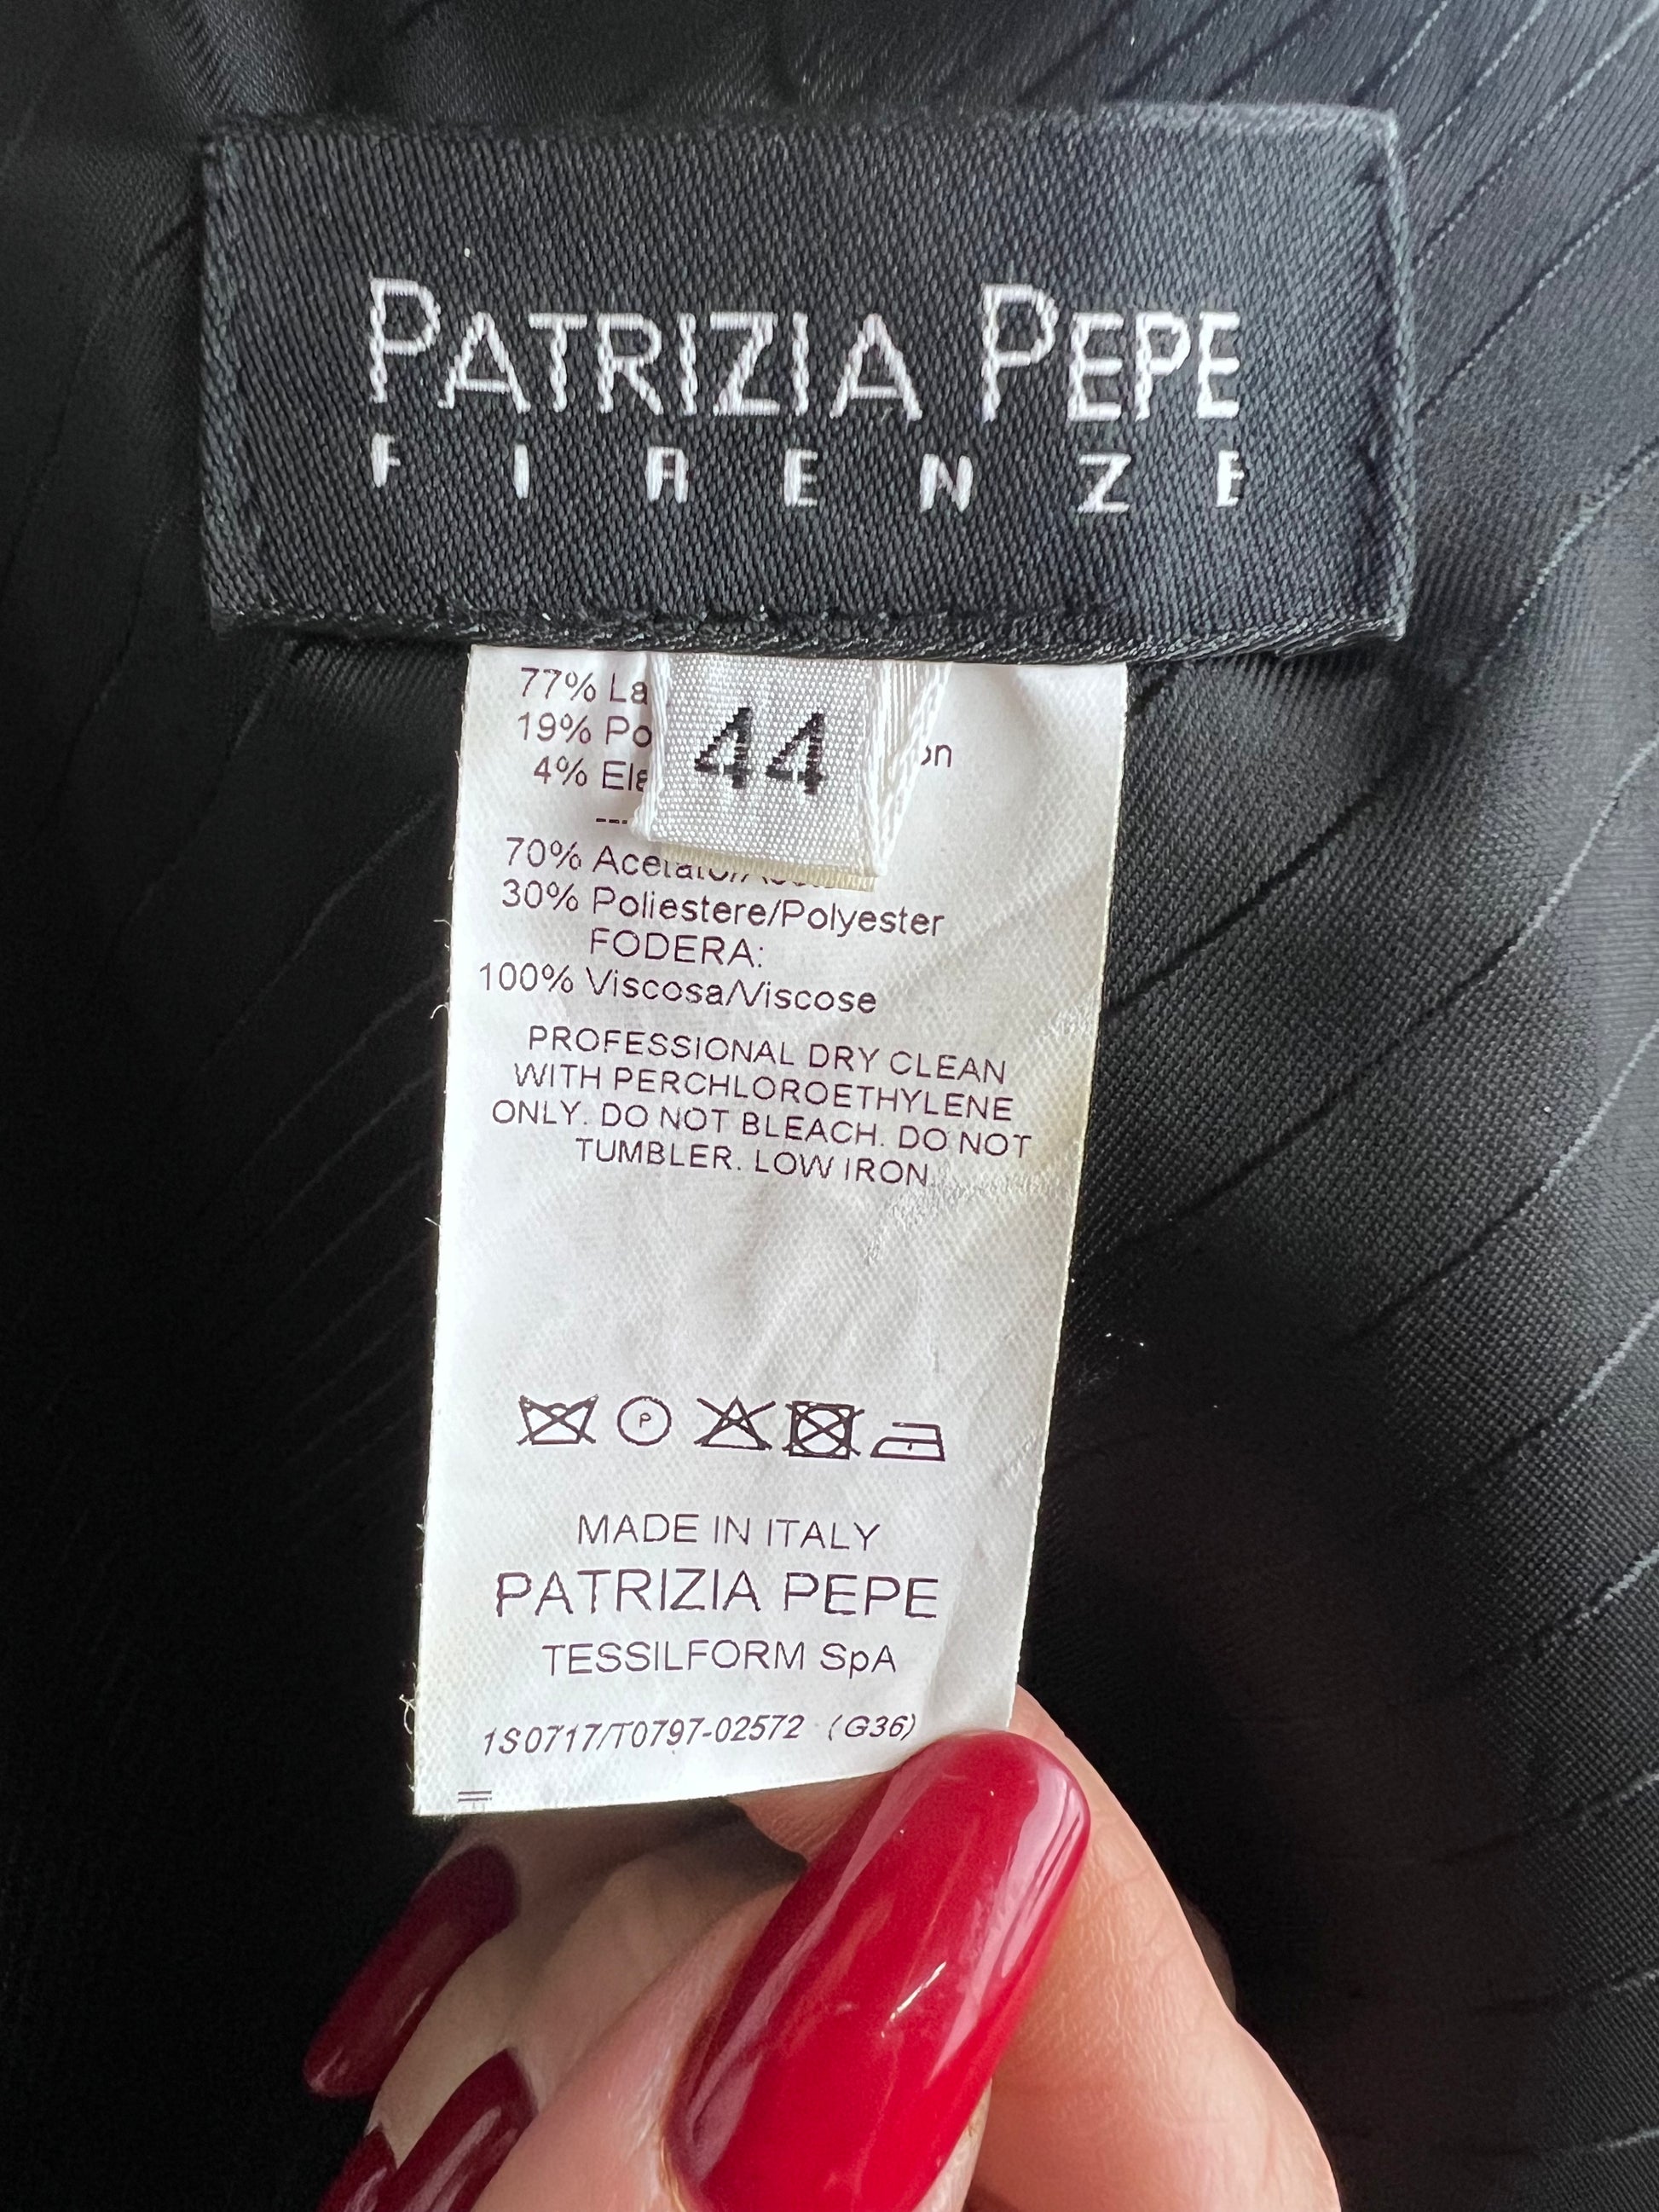 PATRIZIA PEPE
FIRENZE
44
77% La
19% Po
on
4% Ela
---
70% Acetato/
30% Poliestere/Polyester
FODERA:
100% Viscosa/Viscose
PROFESSIONAL DRY CLEAN
WITH PERCHLOROETHYLENE
ONLY. DO NOT BLEACH. DO NOT
TUMBLER. LOW IRON.
P
MADE IN ITALY
PATRIZIA PEPE
TESSILFORM SpA
1S0717/T0797-02572 (G36)